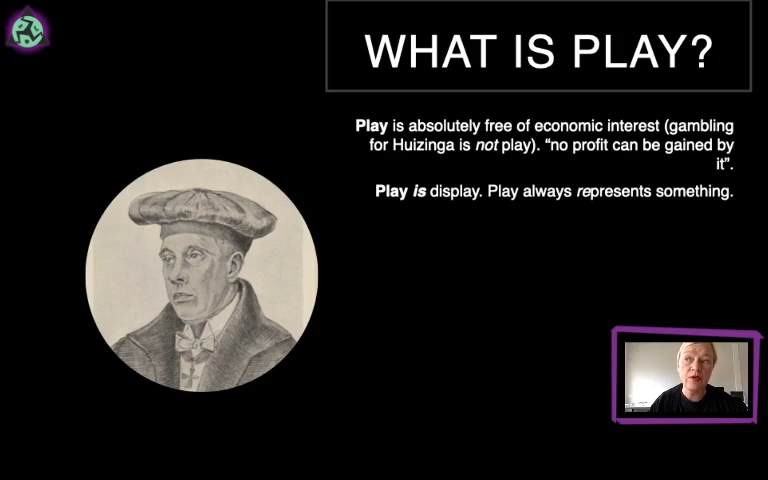 WHAT IS PLAY?
Play is absolutely free of economic interest (gambling
for Huizinga is not play). “no profit can be gained by
it”.
Play is display. Play always represents something.